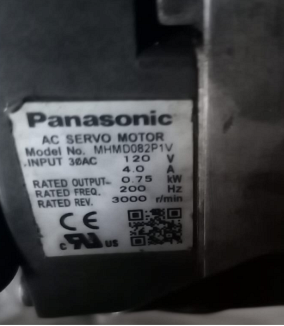 Panasonic
AC SERVO MOTOR
Model No. MHMD082P1V
INPUT 3ØAC 120 V
4.0 A
RATED OUTPUT 0.75 kW
RATED FREQ. 200 Hz
RATED REV. 3000 r/min
CE
c RU US